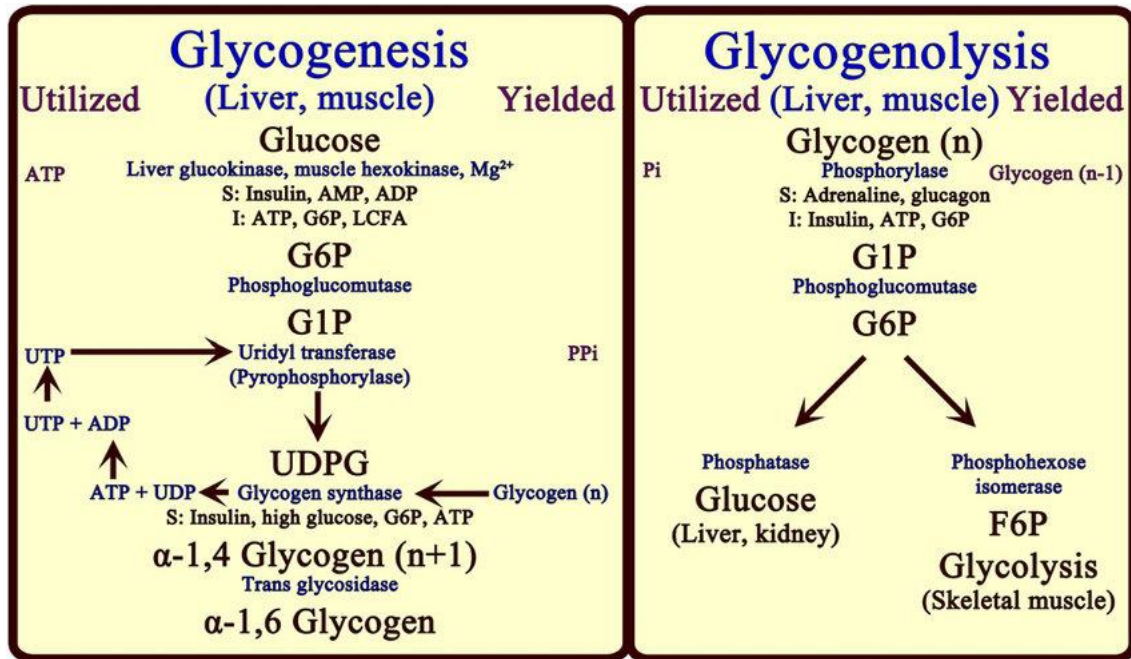 Glycogenesis
Utilized (Liver, muscle) Yielded
Glucose
Liver glucokinase, muscle hexokinase, Mg²⁺
ATP
S: Insulin, AMP, ADP
I: ATP, G6P, LCFA
G6P
Phosphoglucomutase
G1P
UTP Uridyl transferase PPi
(Pyrophosphorylase)
UTP + ADP
UDPG
ATP + UDP Glycogen synthase Glycogen (n)
S: Insulin, high glucose, G6P, ATP
α-1,4 Glycogen (n+1)
Trans glycosidase
α-1,6 Glycogen
Glycogenolysis
Utilized (Liver, muscle) Yielded
Glycogen (n)
Pi Phosphorylase Glycogen (n-1)
S: Adrenaline, glucagon
I: Insulin, ATP, G6P
G1P
Phosphoglucomutase
G6P
Phosphatase
Glucose
(Liver, kidney)
Phosphohexose
isomerase
F6P
Glycolysis
(Skeletal muscle)